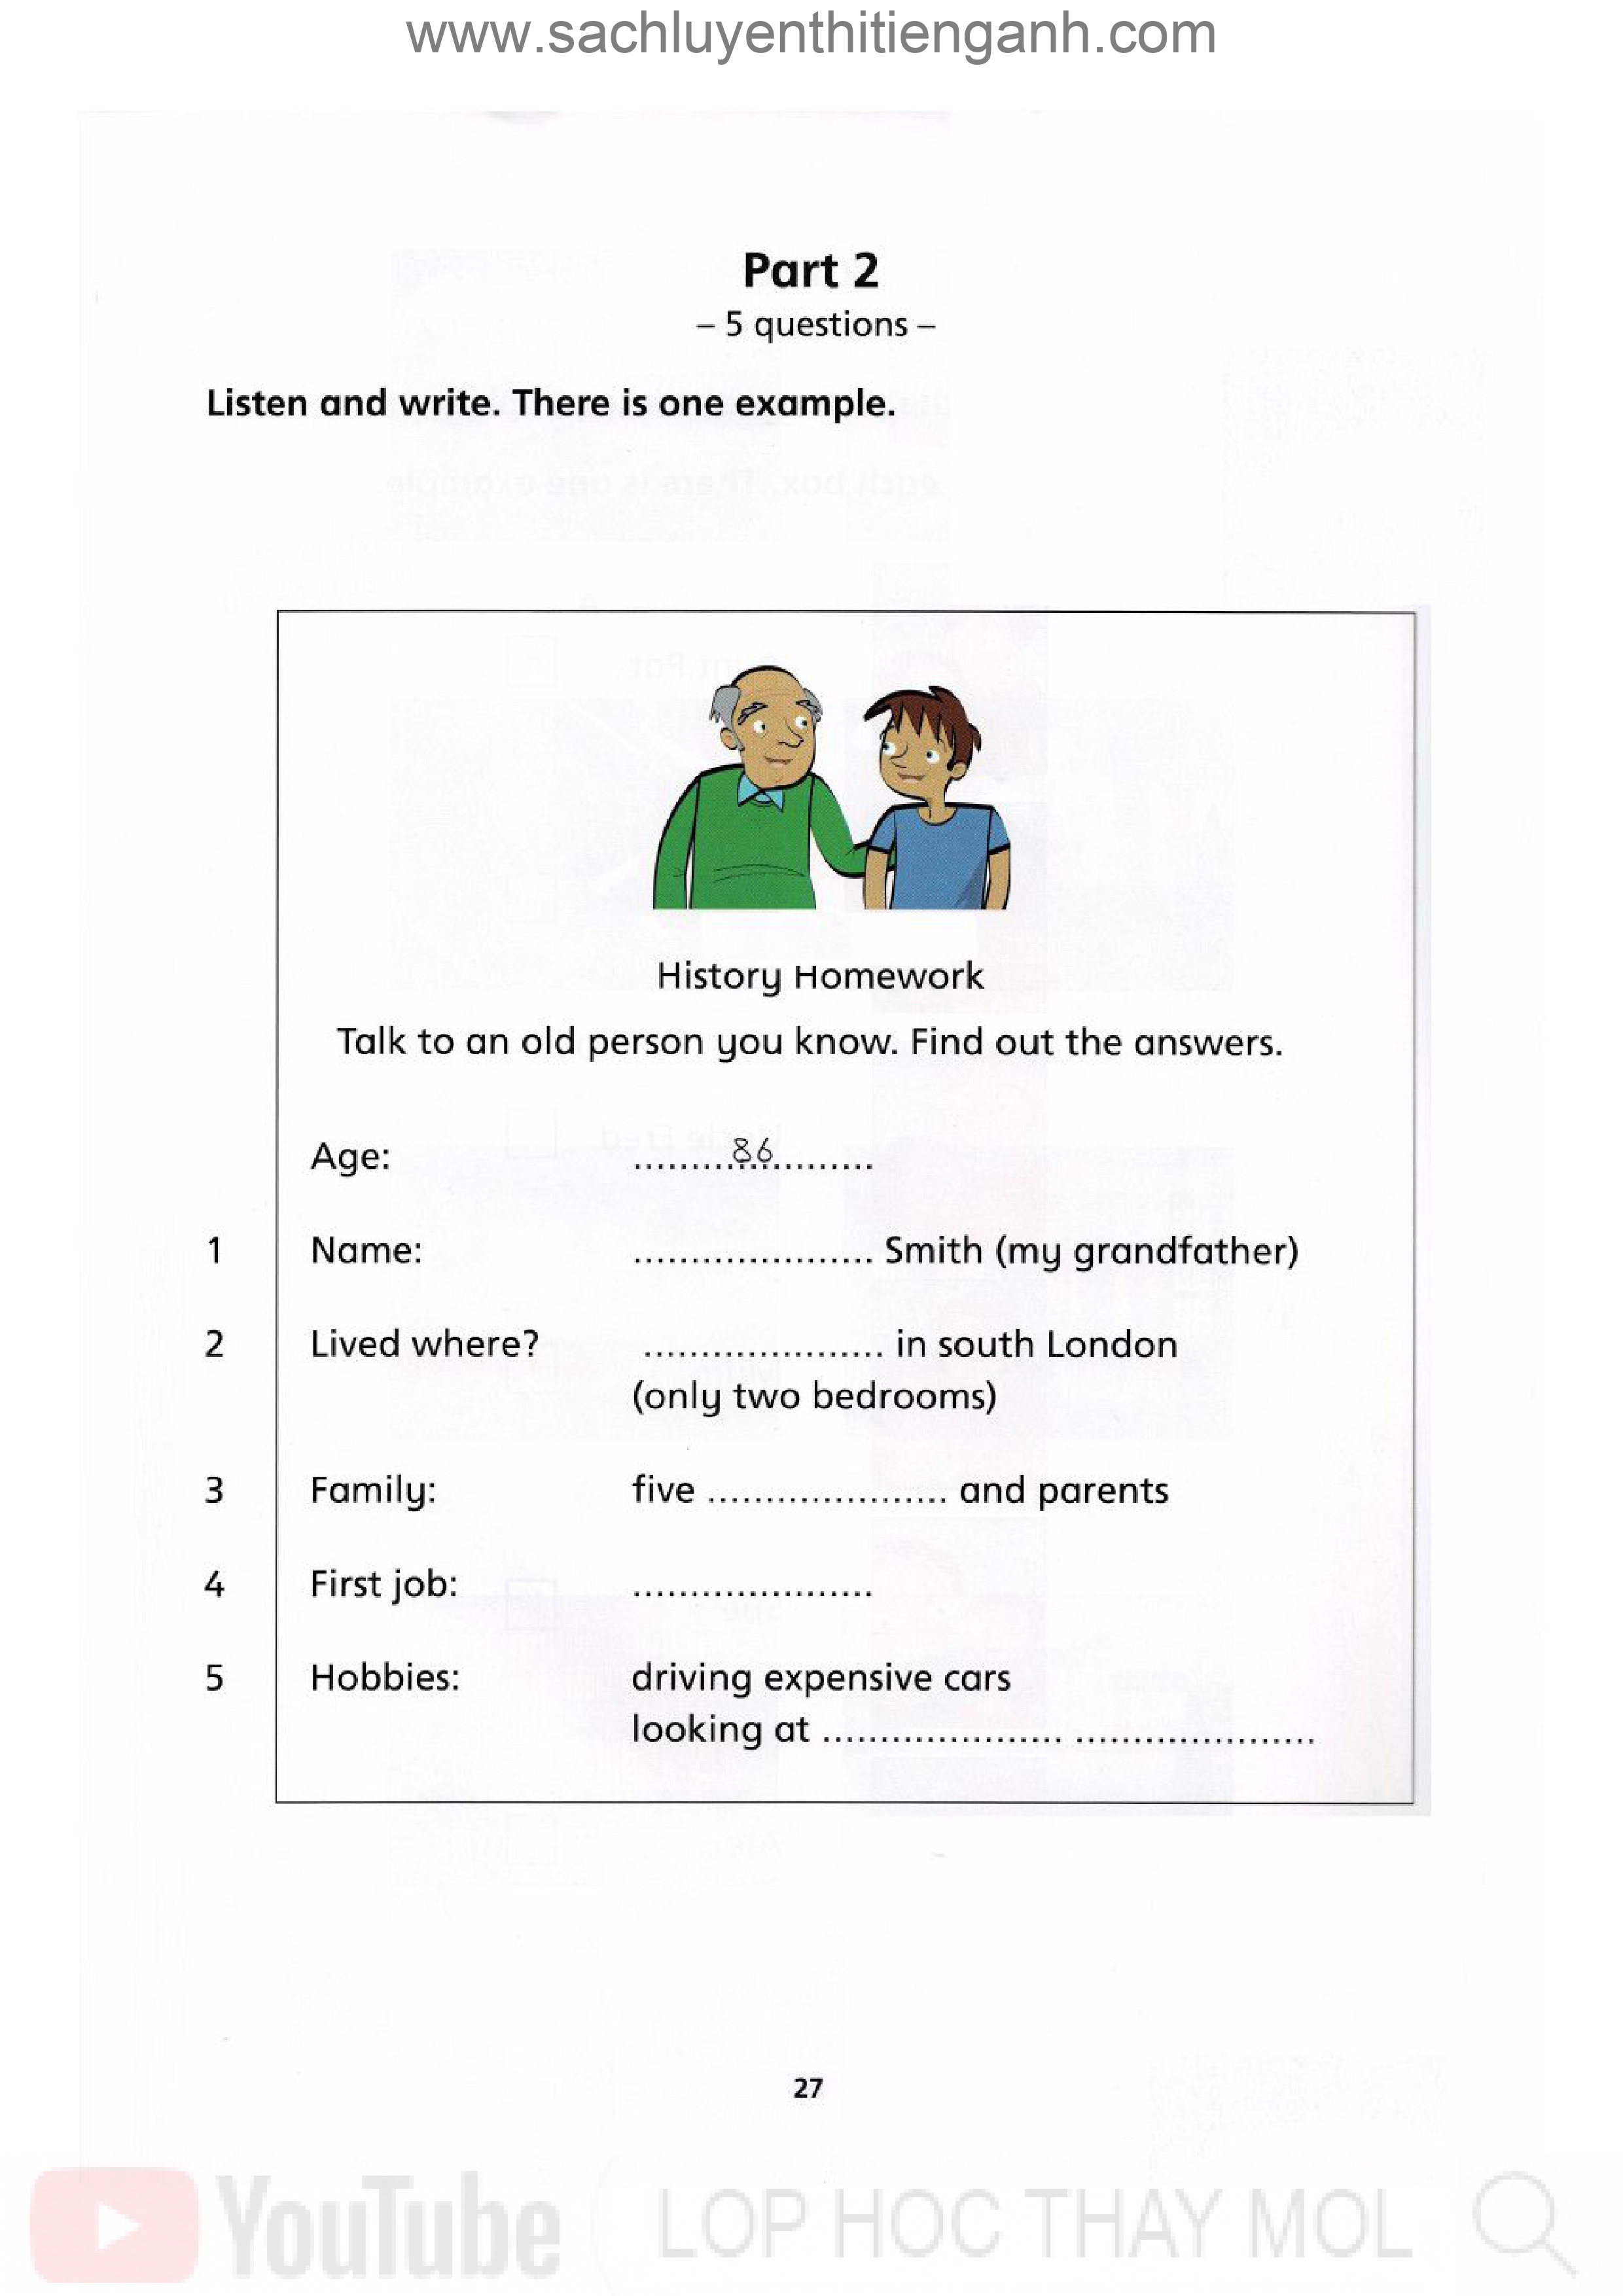 www.sachluyenthitienganh.com
Part 2
– 5 questions –
Listen and write. There is one example.
History Homework
Talk to an old person you know. Find out the answers.
Age: ..........86..........
1 Name: ..................... Smith (my grandfather)
2 Lived where? ..................... in south London
(only two bedrooms)
3 Family: five ..................... and parents
4 First job: .....................
5 Hobbies: driving expensive cars
looking at ..................... .....................
27
YouTube LOP HOC THAY MOL